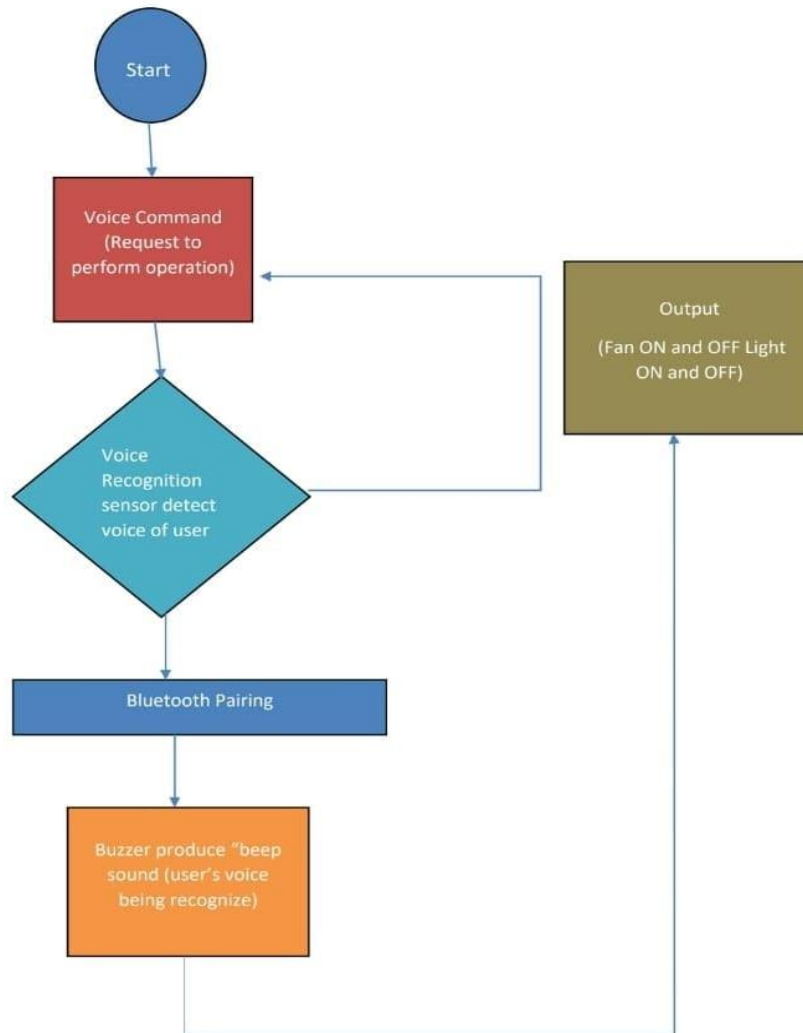 Start
Voice Command
(Request to
perform operation)
Voice
Recognition
sensor detect
voice of user
Bluetooth Pairing
Buzzer produce “beep
sound (user’s voice
being recognize)
Output
(Fan ON and OFF Light
ON and OFF)